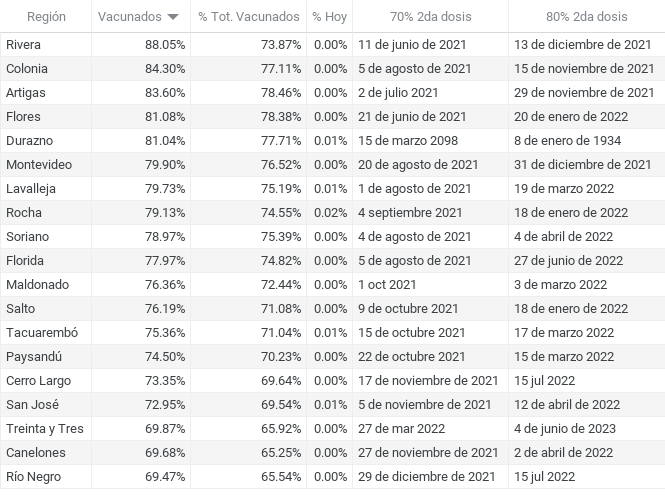 Región Vacunados % Tot. Vacunados % Hoy 70% 2da dosis 80% 2da dosis
Rivera 88.05% 73.87% 0.00% 11 de junio de 2021 13 de diciembre de 2021
Colonia 84.30% 77.11% 0.00% 5 de agosto de 2021 15 de noviembre de 2021
Artigas 83.60% 78.46% 0.00% 2 de julio 2021 29 de noviembre de 2021
Flores 81.08% 78.38% 0.00% 21 de junio de 2021 20 de enero de 2022
Durazno 81.04% 77.71% 0.01% 15 de marzo 2098 8 de enero de 1934
Montevideo 79.90% 76.52% 0.00% 20 de agosto de 2021 31 de diciembre de 2021
Lavalleja 79.73% 75.19% 0.01% 1 de agosto de 2021 19 de marzo 2022
Rocha 79.13% 74.55% 0.02% 4 septiembre 2021 18 de enero de 2022
Soriano 78.97% 75.39% 0.00% 4 de agosto de 2021 4 de abril de 2022
Florida 77.97% 74.82% 0.00% 5 de agosto de 2021 27 de junio de 2022
Maldonado 76.36% 72.44% 0.00% 1 oct 2021 3 de marzo de 2022
Salto 76.19% 71.08% 0.00% 9 de octubre de 2021 18 de enero de 2022
Tacuarembó 75.36% 71.04% 0.01% 15 de octubre de 2021 17 de marzo de 2022
Paysandú 74.50% 70.23% 0.00% 22 de octubre de 2021 15 de marzo de 2022
Cerro Largo 73.35% 69.64% 0.00% 17 de noviembre de 2021 15 jul 2022
San José 72.95% 69.54% 0.01% 5 de noviembre de 2021 12 de abril de 2022
Treinta y Tres 69.87% 65.92% 0.00% 27 de mar 2022 4 de junio de 2023
Canelones 69.68% 65.25% 0.00% 27 de noviembre de 2021 2 de abril de 2022
Río Negro 69.47% 65.54% 0.00% 29 de diciembre de 2021 15 jul 2022